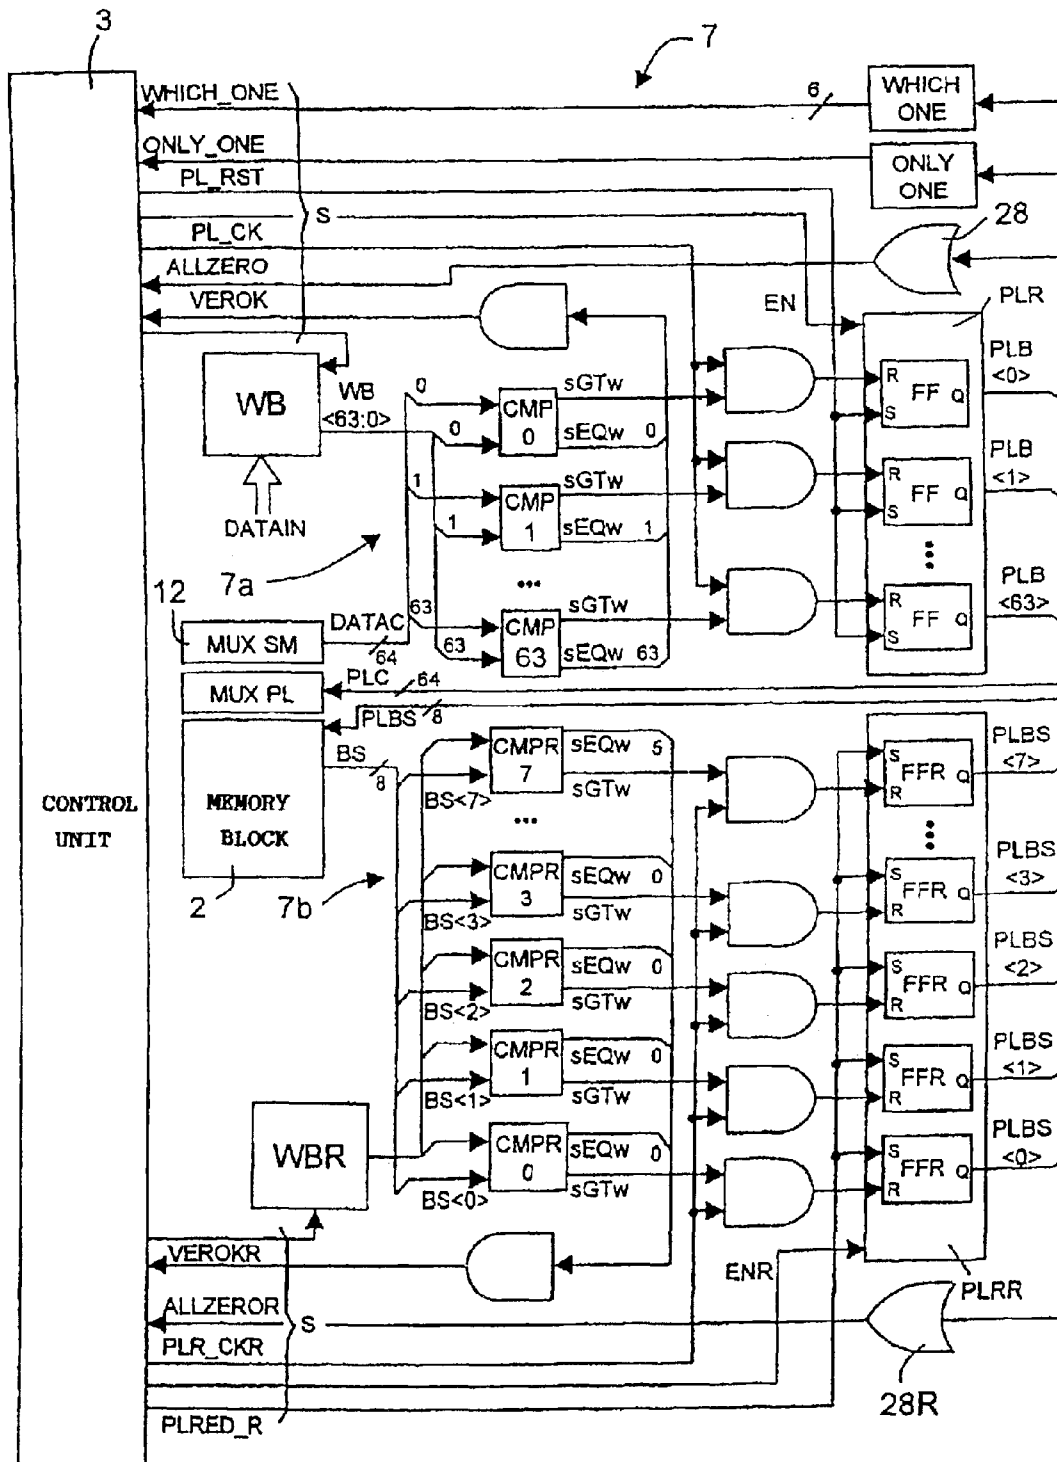 3
7
WHICH_ONE
6
WHICH ONE
ONLY_ONE
ONLY ONE
PL_RST
S
28
PL_CK
ALLZERO
EN
PLR
VEROK
WB
WB <63:0>
DATAIN
7a
0
0
CMP 0
sGTw
sEQw 0
R
S
FF Q
PLB <0>
1
1
CMP 1
sGTw
sEQw 1
R
S
FF Q
PLB <1>
...
...
63
63
CMP 63
sGTw
sEQw 63
R
S
FF Q
PLB <63>
12
MUX SM
DATAC
64
MUX PL
PLC 64
PLBS 8
CONTROL UNIT
MEMORY BLOCK
2
BS
8
7b
BS<7>
CMPR 7
sEQw 5
sGTw
S
R
FFR Q
PLBS <7>
...
...
BS<3>
CMPR 3
sEQw 0
sGTw
S
R
FFR Q
PLBS <3>
BS<2>
CMPR 2
sEQw 0
sGTw
S
R
FFR Q
PLBS <2>
BS<1>
CMPR 1
sEQw 0
sGTw
S
R
FFR Q
PLBS <1>
WBR
BS<0>
CMPR 0
sEQw 0
sGTw
S
R
FFR Q
PLBS <0>
VEROKR
ENR
PLRR
ALLZEROR
S
PLR_CKR
28R
PLRED_R